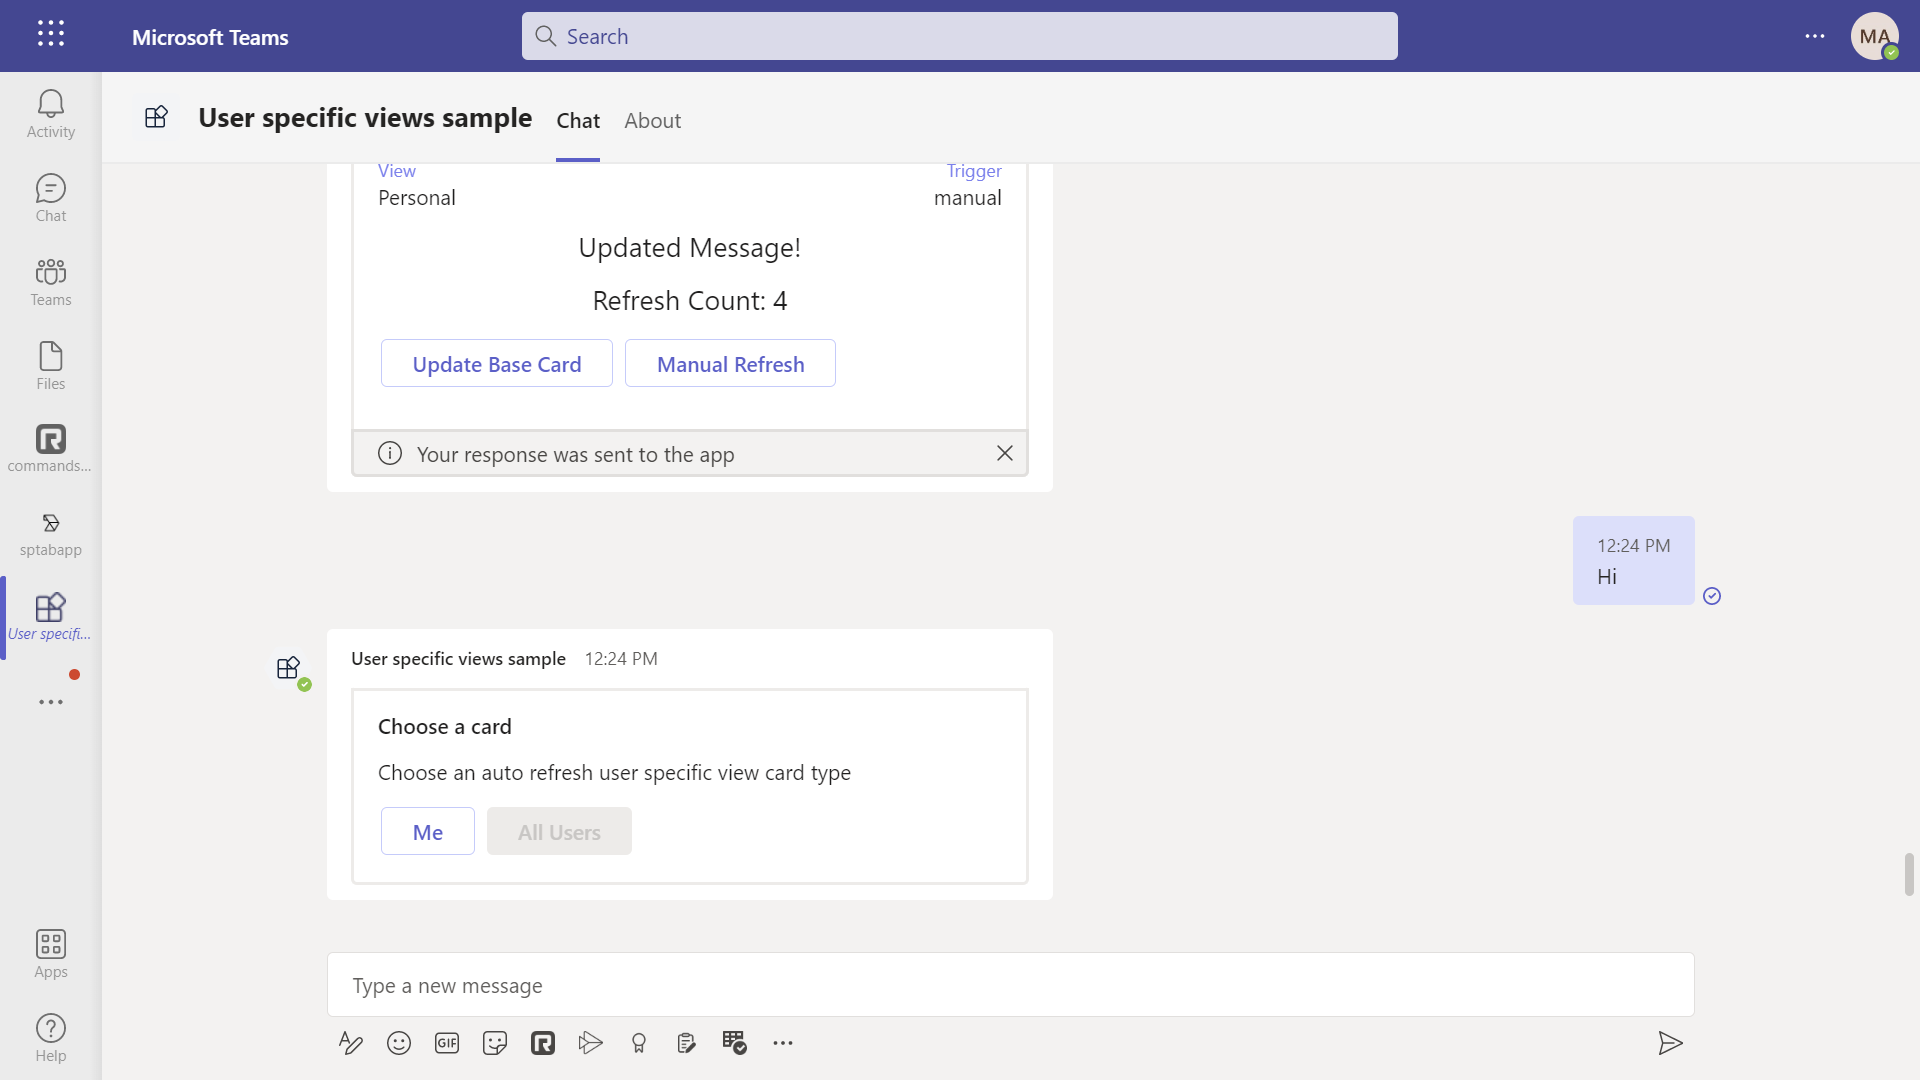 Microsoft Teams
Search
MA
Activity
Chat
Teams
Files
commands...
sptabapp
User specifi...
Apps
Help
User specific views sample
Chat
About
View
Trigger
Personal
manual
Updated Message!
Refresh Count: 4
Update Base Card
Manual Refresh
Your response was sent to the app
12:24 PM
Hi
User specific views sample 12:24 PM
Choose a card
Choose an auto refresh user specific view card type
Me
All Users
Type a new message
GIF